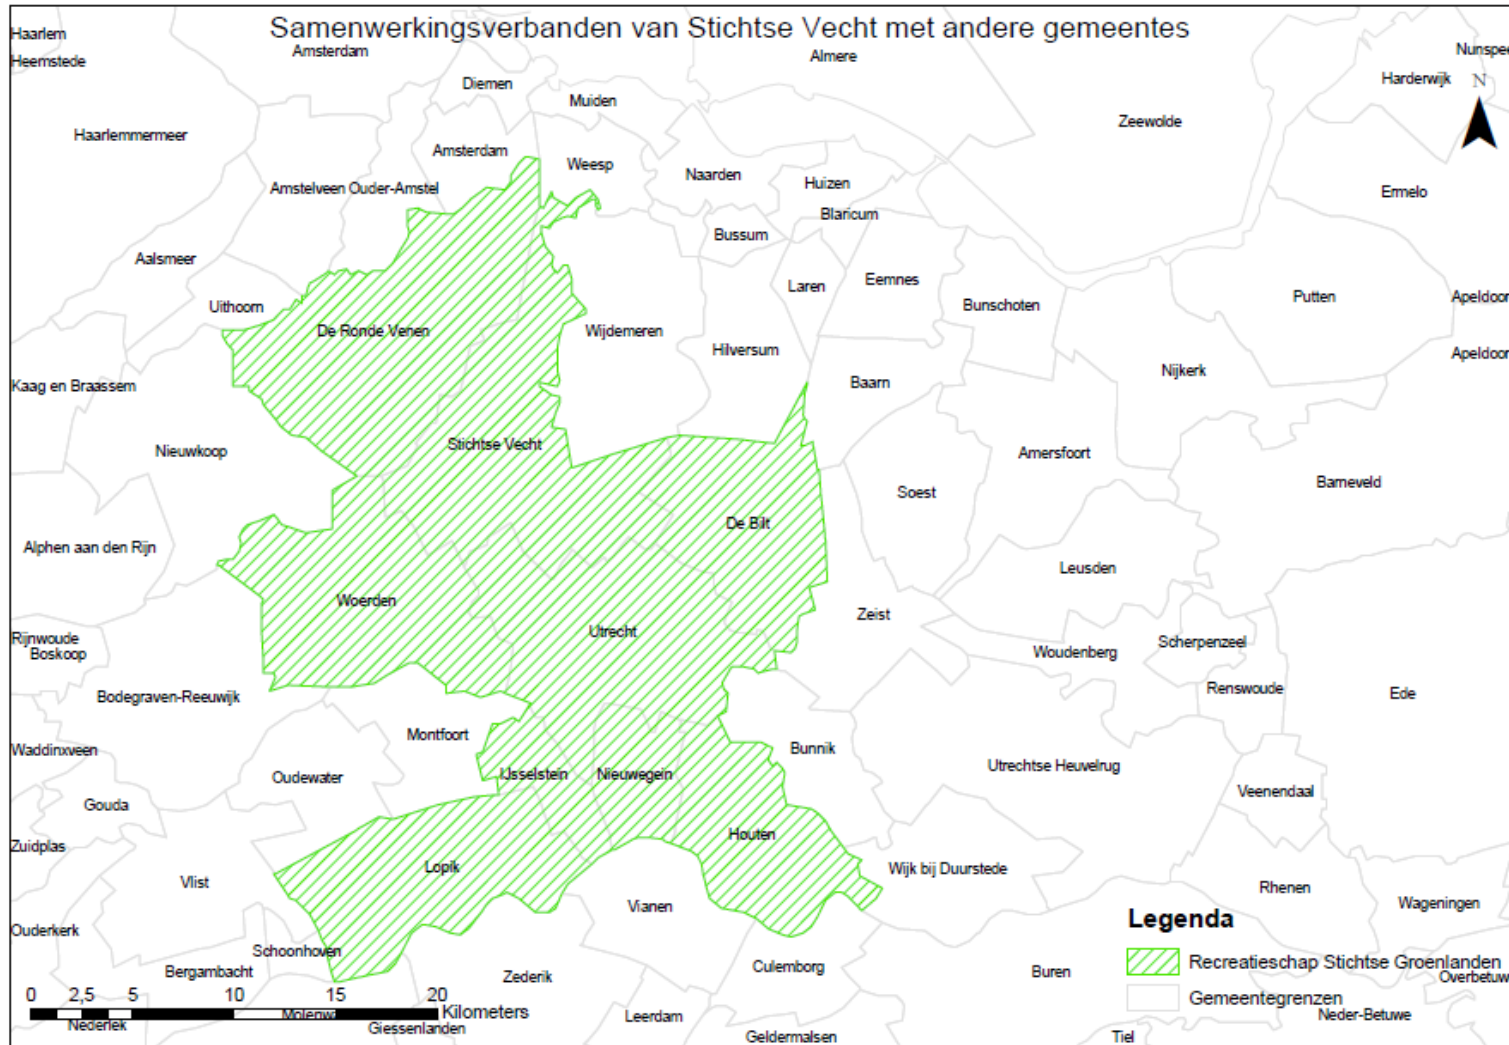 Samenwerkingsverbanden van Stichtse Vecht met andere gemeentes
Haarlem
Heemstede
Amsterdam
Almere
Nunspee
Harderwijk
N
Diemen
Muiden
Zeewolde
Haarlemmermeer
Amsterdam
Weesp
Naarden
Huizen
Amstelveen Ouder-Amstel
Ermelo
Blaricum
Bussum
Aalsmeer
Laren
Eemnes
Bunschoten
Putten
Apeldoorn
Uithoorn
De Ronde Venen
Wijdemeren
Hilversum
Apeldoorn
Nijkerk
Kaag en Braassem
Baarn
Nieuwkoop
Stichtse Vecht
Amersfoort
Soest
Barneveld
De Bilt
Alphen aan den Rijn
Leusden
Woerden
Zeist
Utrecht
Rijnwoude
Boskoop
Woudenberg
Scherpenzeel
Renswoude
Ede
Bodegraven-Reeuwijk
Montfoort
Bunnik
Waddinxveen
Oudewater
IJsselstein
Nieuwegein
Utrechtse Heuvelrug
Veenendaal
Gouda
Houten
Zuidplas
Lopik
Wijk bij Duurstede
Vlist
Rhenen
Wageningen
Vianen
Legenda
Ouderkerk
Schoonhoven
Recreatieschap Stichtse Groenlanden
Bergambacht
Zederik
Culemborg
Buren
Overbetuw
Gemeentegrenzen
0 2,5 5 10 15 20
Kilometers
Nederlek
Molenw
Giessenlanden
Leerdam
Geldermalsen
Tiel
Neder-Betuwe